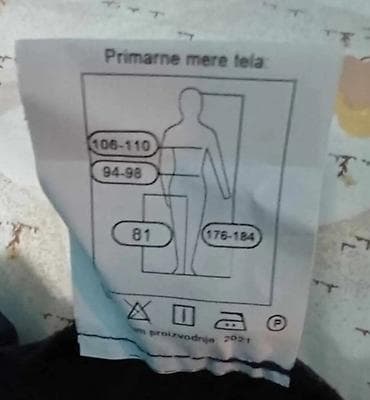 Primarne mere tela:
106-110
94-98
81
176-184
P
proizvodnje 2021